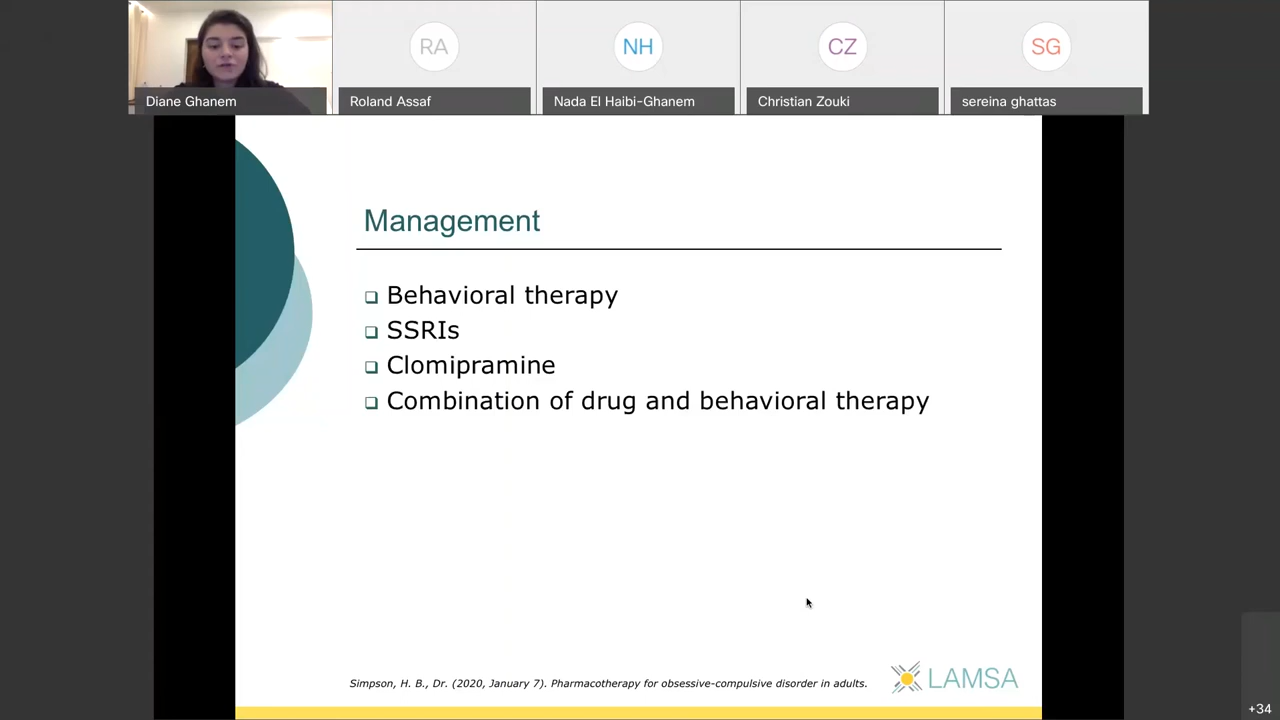 RA
NH
CZ
SG
Diane Ghanem
Roland Assaf
Nada El Haibi-Ghanem
Christian Zouki
sereina ghattas
Management
Behavioral therapy
SSRIs
Clomipramine
Combination of drug and behavioral therapy
Simpson, H. B., Dr. (2020, January 7). Pharmacotherapy for obsessive-compulsive disorder in adults.
LAMSA
+34